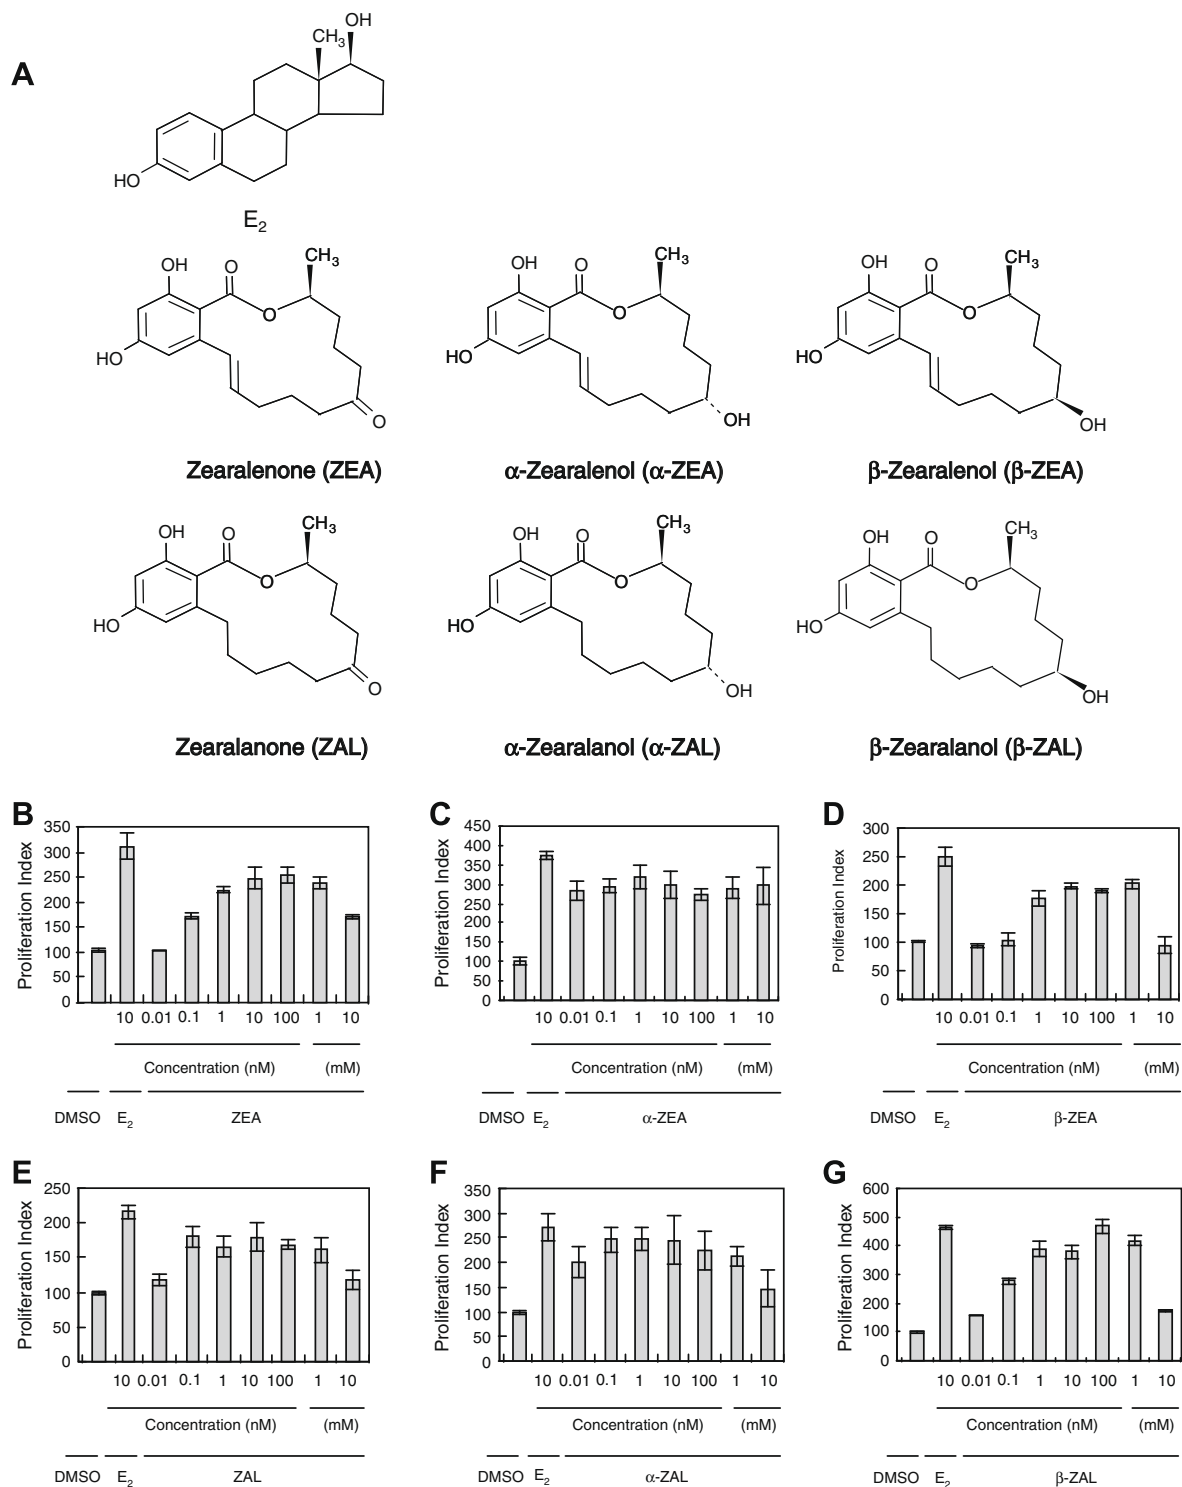 A
OH
CH3
HO
E2
OH O CH3
O
HO
O
Zearalenone (ZEA)
OH O CH3
O
HO
OH
α-Zearalenol (α-ZEA)
OH O CH3
O
HO
OH
β-Zearalenol (β-ZEA)
OH O CH3
O
HO
O
Zearalanone (ZAL)
OH O CH3
O
HO
OH
α-Zearalanol (α-ZAL)
OH O CH3
O
HO
OH
β-Zearalanol (β-ZAL)
B
Proliferation Index
350
300
250
200
150
100
50
0
10 0.01 0.1 1 10 100 1 10
Concentration (nM) (mM)
DMSO E2 ZEA
C
Proliferation Index
450
400
350
300
250
200
150
100
50
0
10 0.01 0.1 1 10 100 1 10
Concentration (nM) (mM)
DMSO E2 α-ZEA
D
Proliferation Index
300
250
200
150
100
50
0
10 0.01 0.1 1 10 100 1 10
Concentration (nM) (mM)
DMSO E2 β-ZEA
E
Proliferation Index
250
200
150
100
50
0
10 0.01 0.1 1 10 100 1 10
Concentration (nM) (mM)
DMSO E2 ZAL
F
Proliferation Index
350
300
250
200
150
100
50
0
10 0.01 0.1 1 10 100 1 10
Concentration (nM) (mM)
DMSO E2 α-ZAL
G
Proliferation Index
600
500
400
300
200
100
0
10 0.01 0.1 1 10 100 1 10
Concentration (nM) (mM)
DMSO E2 β-ZAL